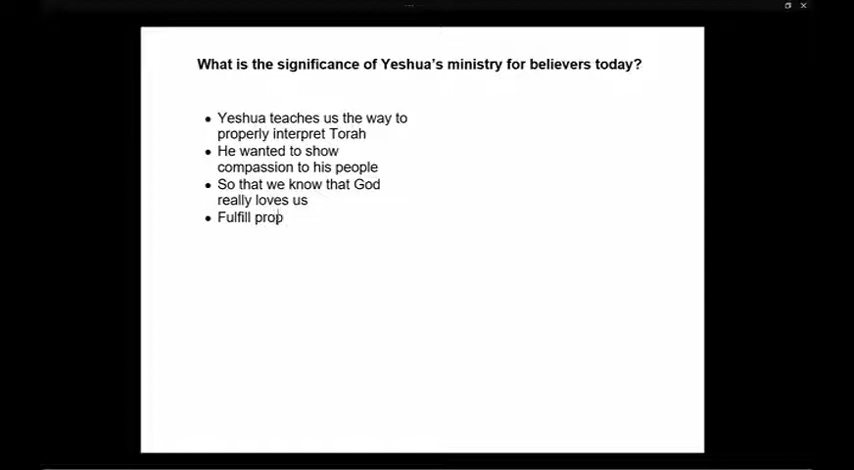 What is the significance of Yeshua's ministry for believers today?
• Yeshua teaches us the way to
properly interpret Torah
• He wanted to show
compassion to his people
• So that we know that God
really loves us
• Fulfill prop